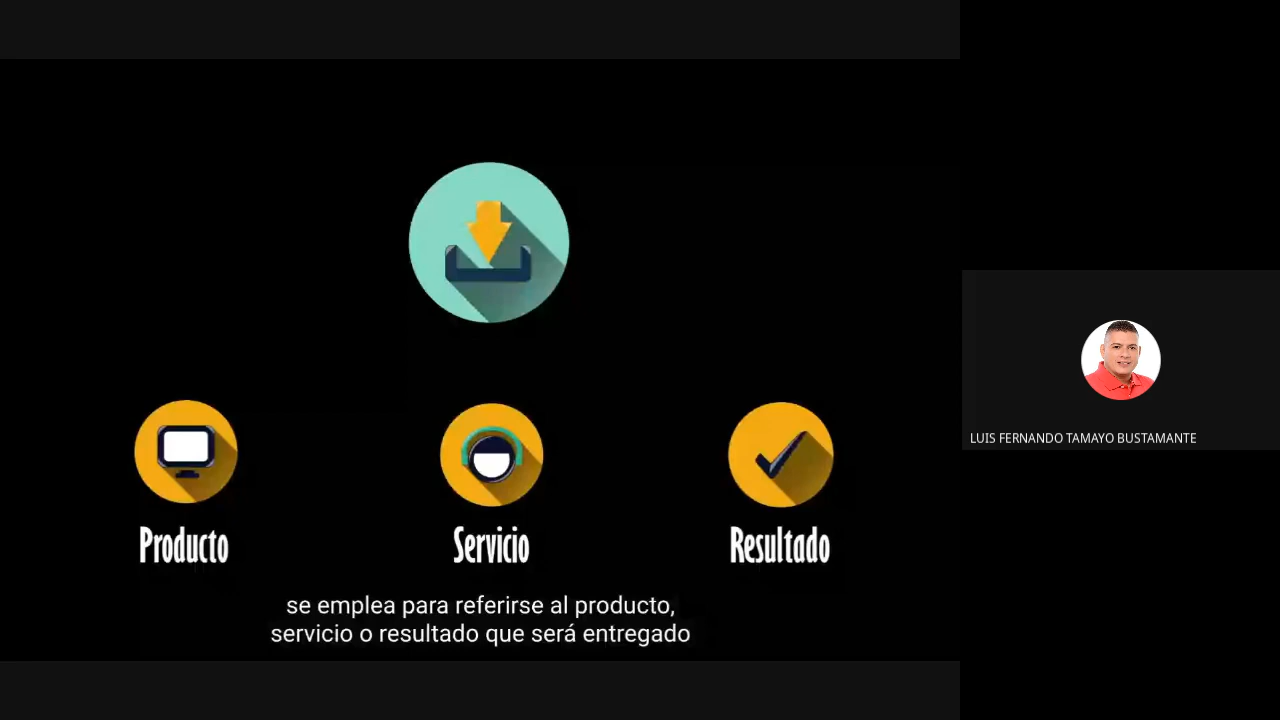 Producto
Servicio
Resultado
se emplea para referirse al producto,
servicio o resultado que será entregado
LUIS FERNANDO TAMAYO BUSTAMANTE